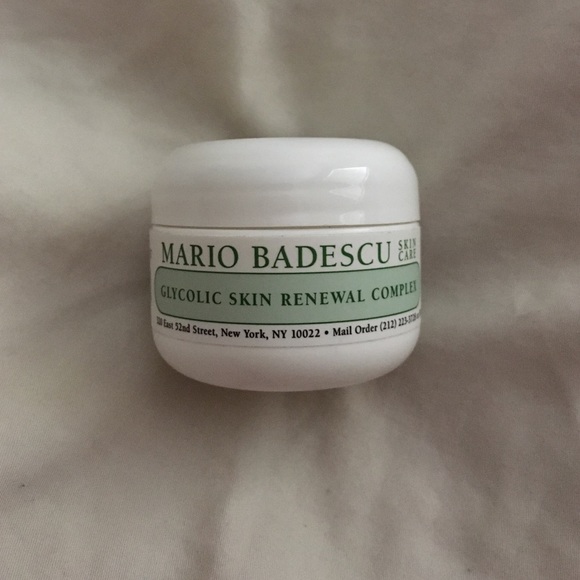 MARIO BADESCU SKIN CARE
GLYCOLIC SKIN RENEWAL COMPLEX
East 52nd Street, New York, NY 10022 • Mail Order (212)